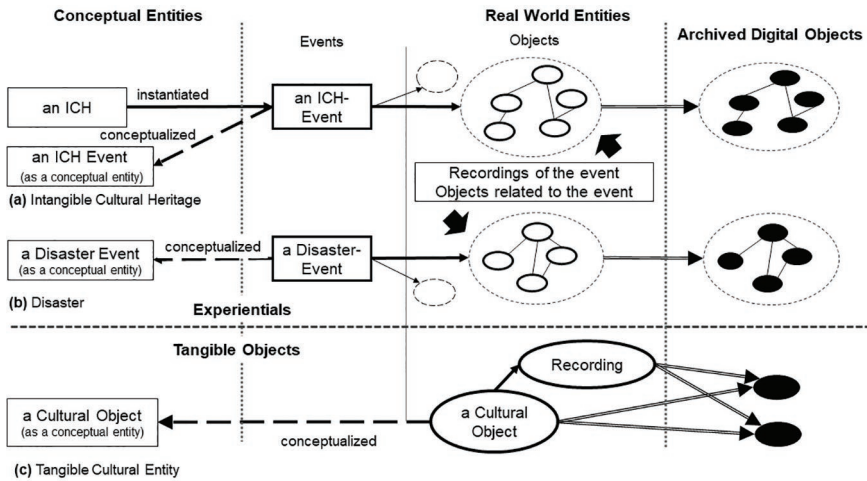 Conceptual Entities
Real World Entities
Events
Objects
Archived Digital Objects
an ICH
instantiated
an ICH-
Event
conceptualized
an ICH Event
(as a conceptual entity)
(a) Intangible Cultural Heritage
Recordings of the event
Objects related to the event
a Disaster Event
(as a conceptual entity)
conceptualized
a Disaster-
Event
(b) Disaster
Experientials
Tangible Objects
Recording
a Cultural Object
(as a conceptual entity)
conceptualized
a Cultural
Object
(c) Tangible Cultural Entity